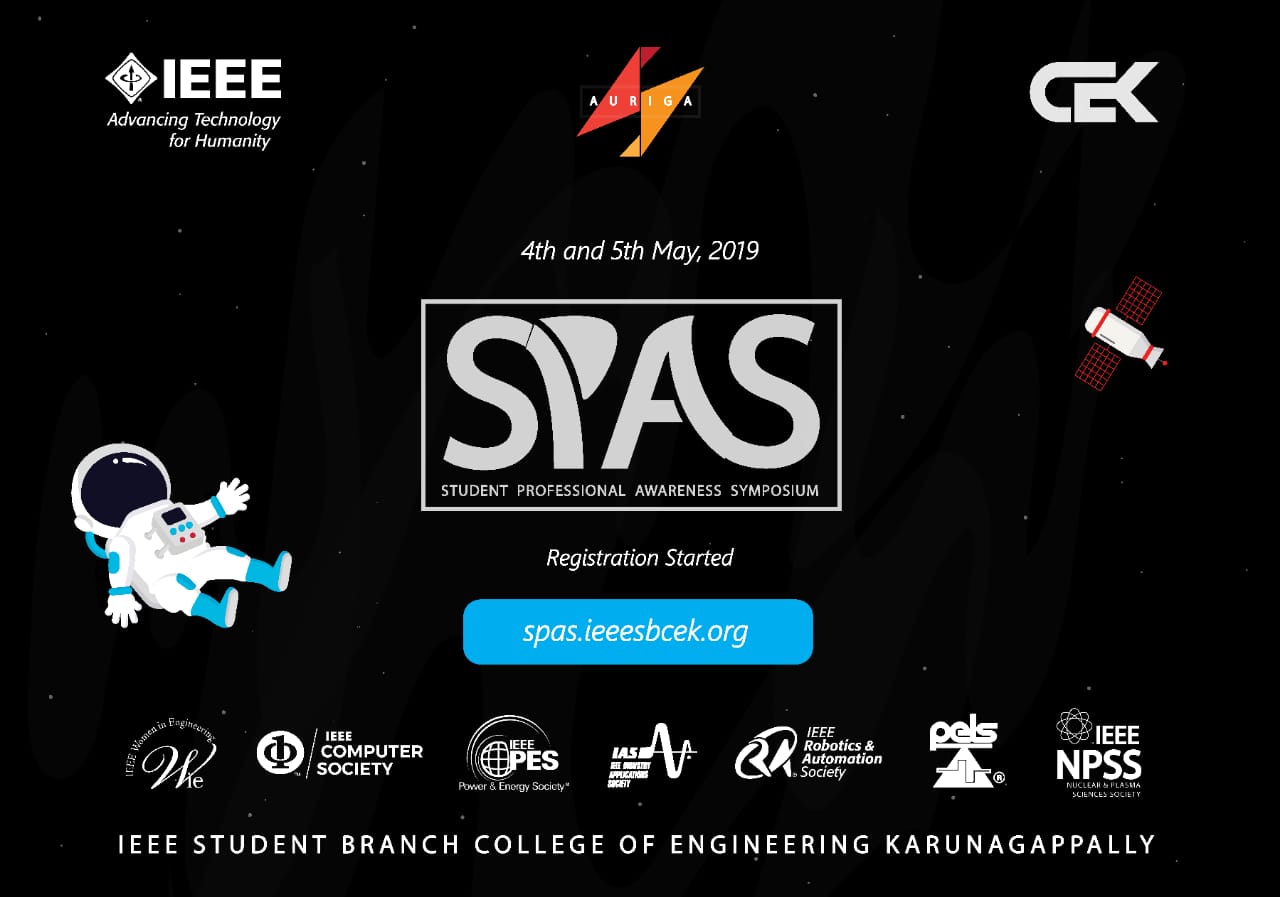 IEEE
Advancing Technology
for Humanity
AURIGA
CEK
4th and 5th May, 2019
SPAS
STUDENT PROFESSIONAL AWARENESS SYMPOSIUM
Registration Started
spas.ieeesbcek.org
IEEE Women in Engineering
WIE
IEEE
COMPUTER
SOCIETY
TM
IEEE
PES
Power & Energy Society
IAS
IEEE INDUSTRY
APPLICATIONS
SOCIETY
RA
IEEE
Robotics &
Automation
Society
pels
®
IEEE
NPSS
NUCLEAR & PLASMA
SCIENCES SOCIETY
IEEE STUDENT BRANCH COLLEGE OF ENGINEERING KARUNAGAPPALLY